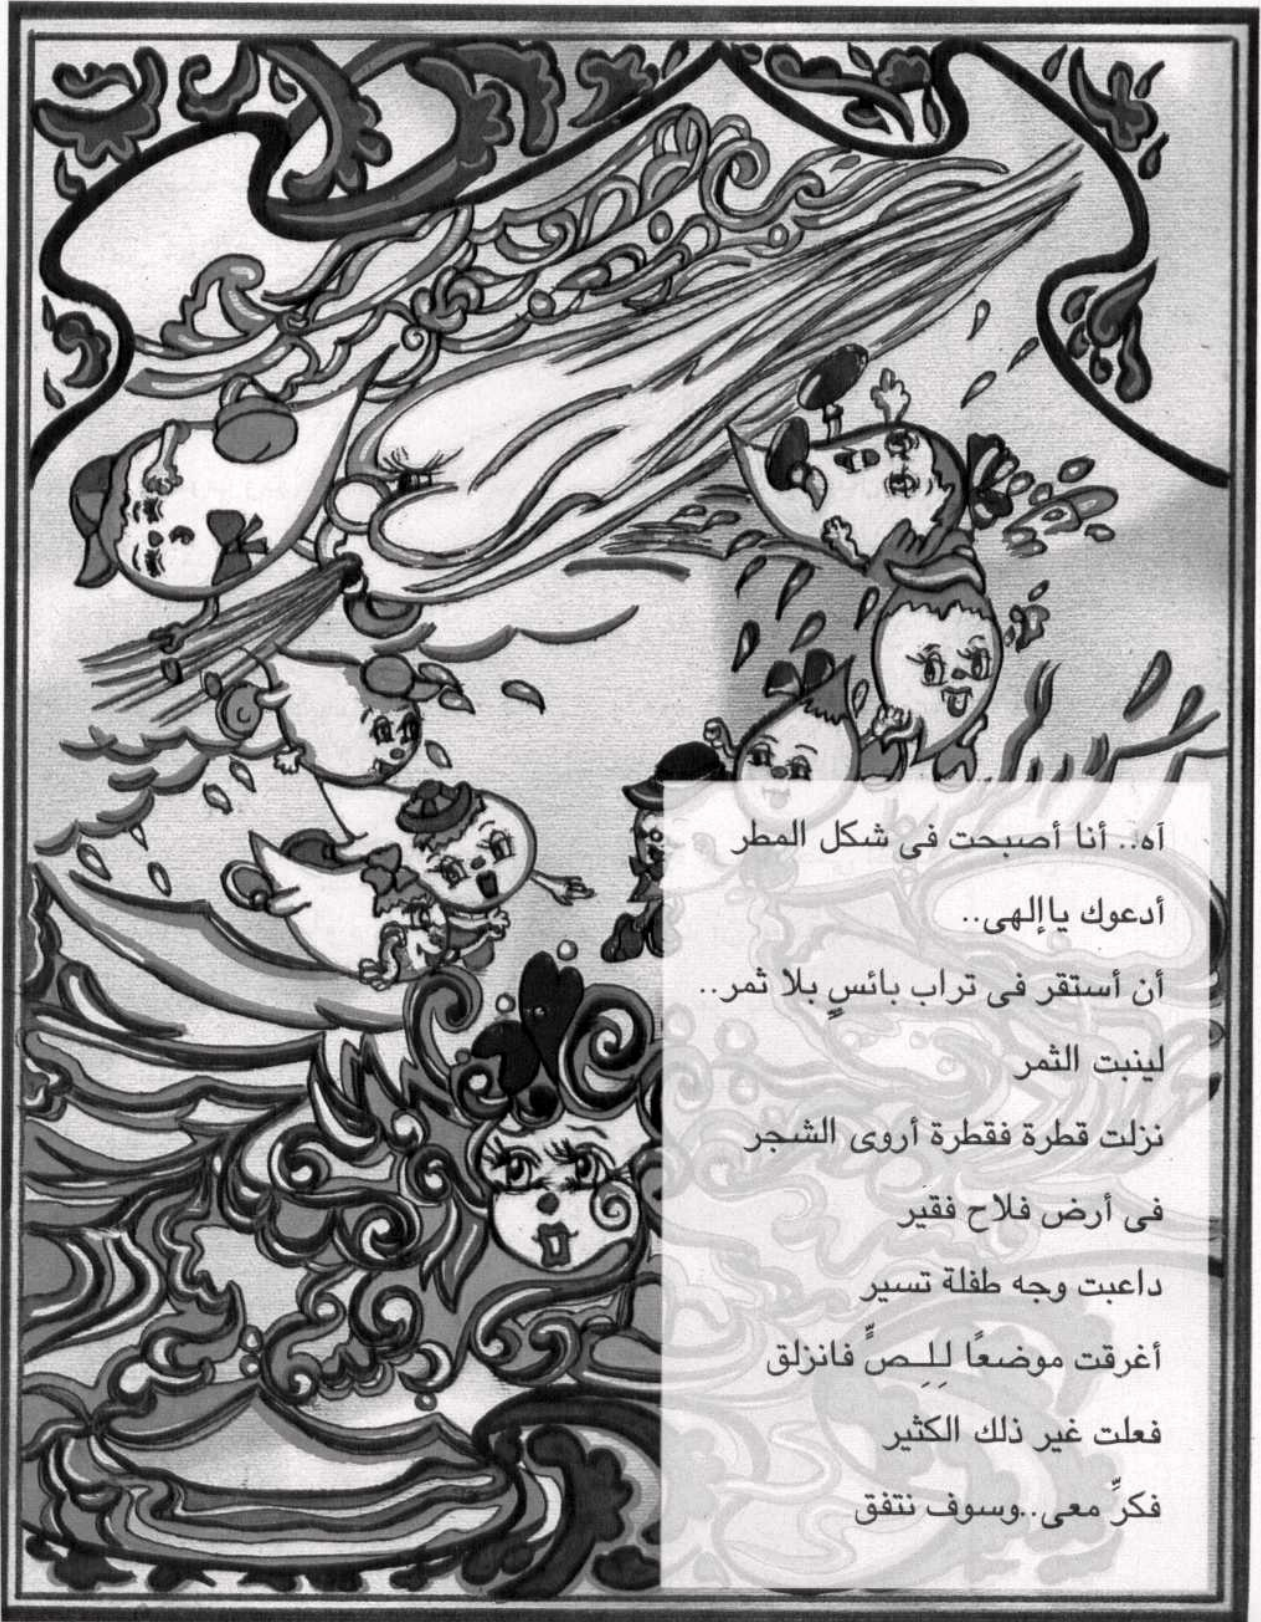 آه.. أنا أصبحت فى شكل المطر
أدعوك ياإلهى..
أن أستقر فى تراب بائسٍ بلا ثمر..
لينبت الثمر
نزلت قطرة فقطرة أروى الشجر
فى أرض فلاح فقير
داعبت وجه طفلة تسير
أغرقت موضعًا لِلِـصٍّ فانزلق
فعلت غير ذلك الكثير
فكرِّ معى..وسوف نتفق